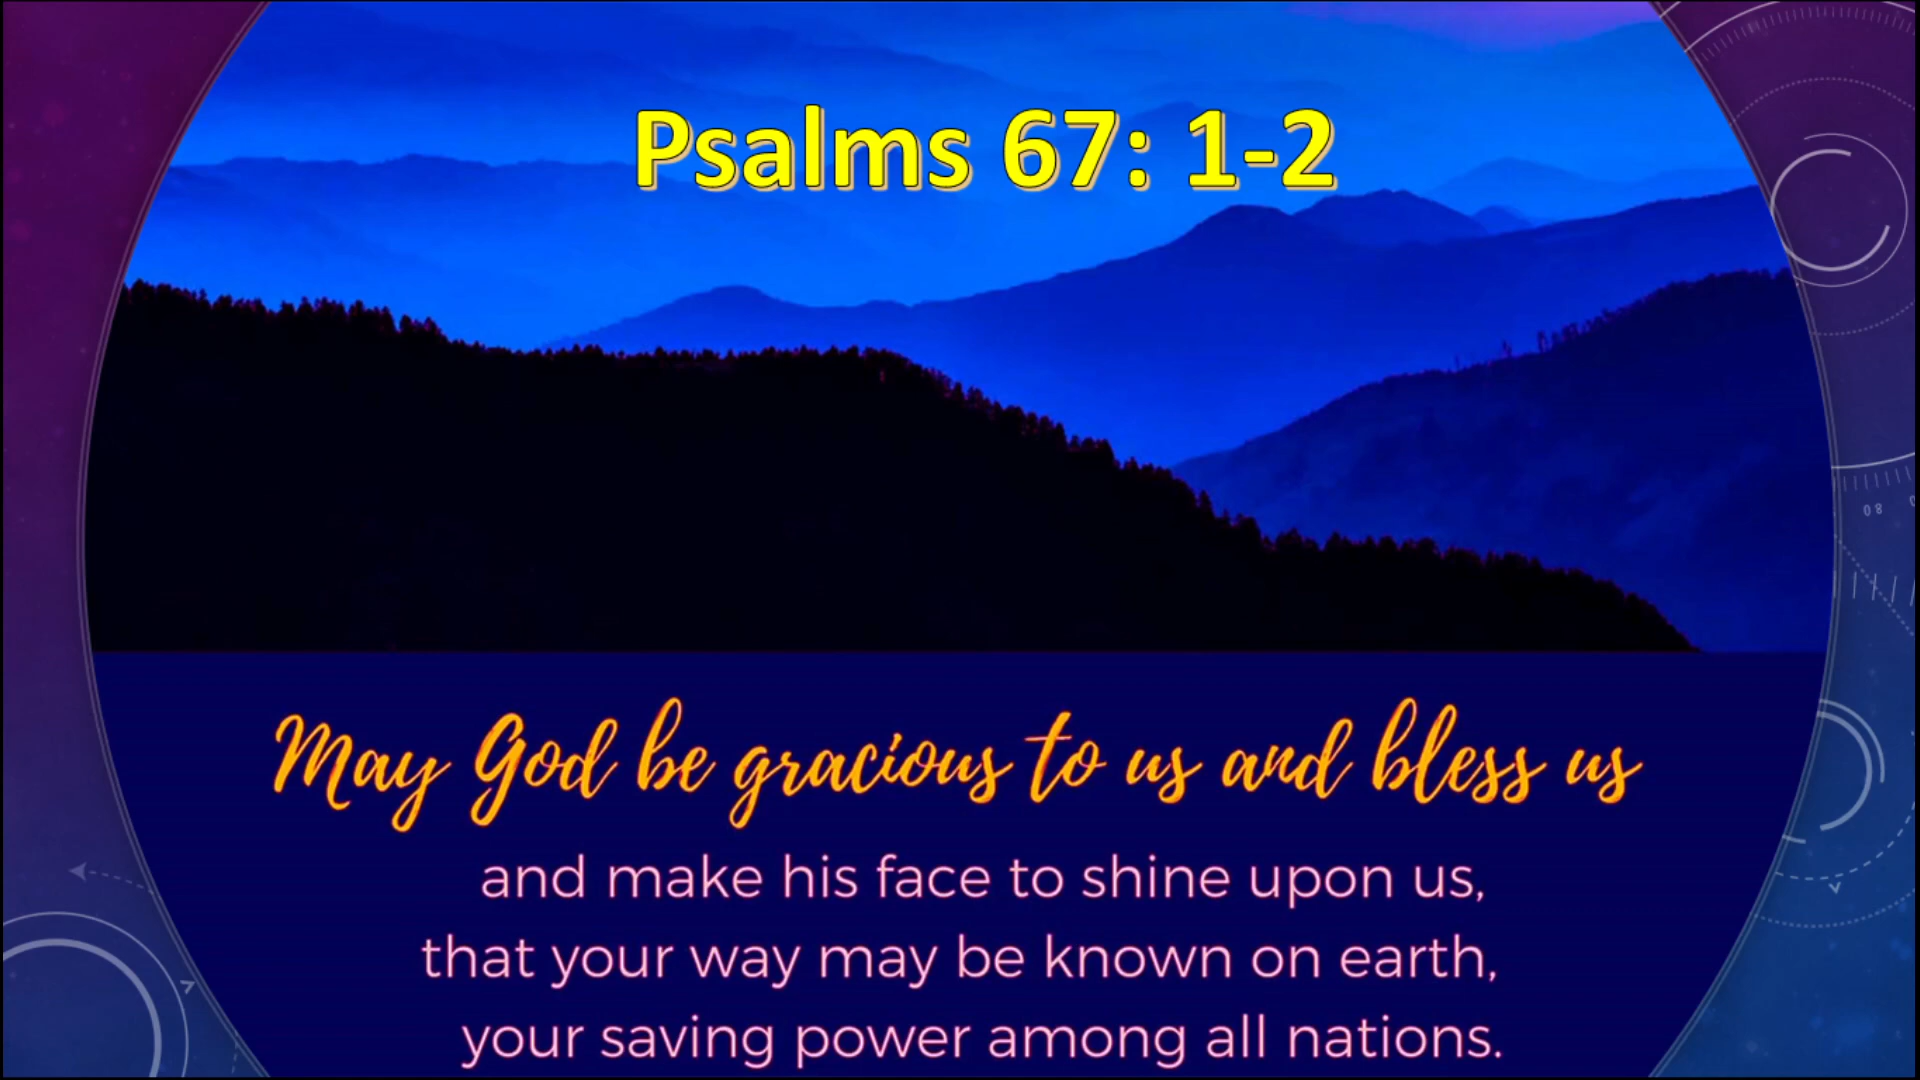 Psalms 67: 1-2
May God be gracious to us and bless us
and make his face to shine upon us,
that your way may be known on earth,
your saving power among all nations.
80